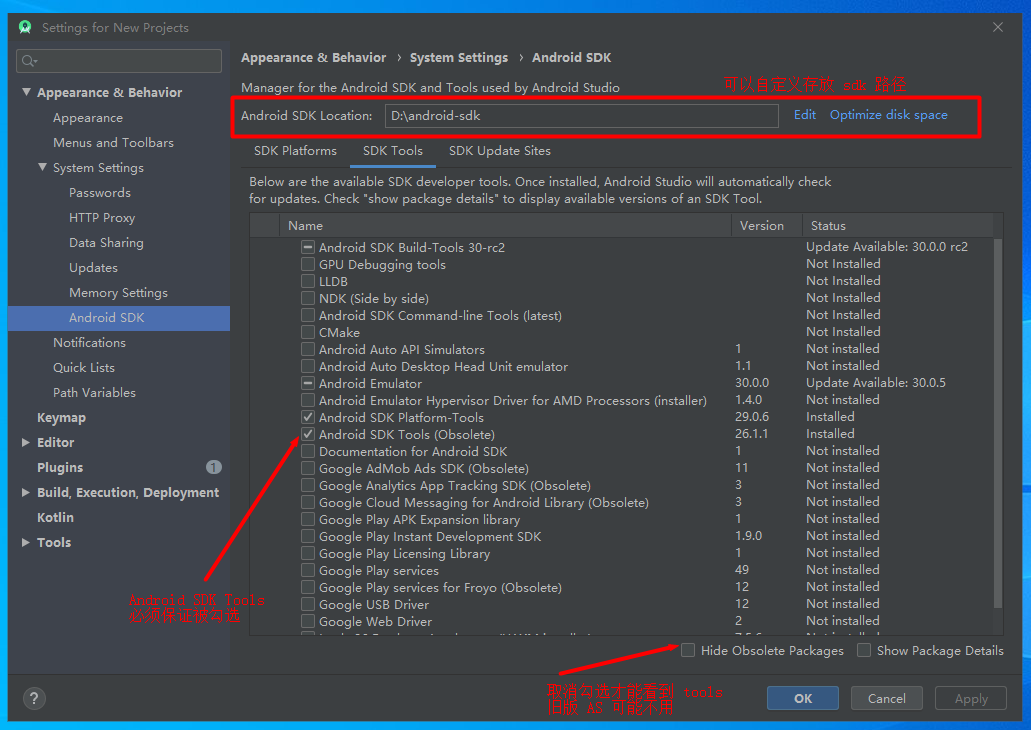 Settings for New Projects
Appearance & Behavior › System Settings › Android SDK
Manager for the Android SDK and Tools used by Android Studio
可以自定义存放 sdk 路径
Android SDK Location: D:\android-sdk Edit Optimize disk space
SDK Platforms SDK Tools SDK Update Sites
Below are the available SDK developer tools. Once installed, Android Studio will automatically check
for updates. Check "show package details" to display available versions of an SDK Tool.
Appearance & Behavior
Appearance
Menus and Toolbars
System Settings
Passwords
HTTP Proxy
Data Sharing
Updates
Memory Settings
Android SDK
Notifications
Quick Lists
Path Variables
Keymap
Editor
Plugins 1
Build, Execution, Deployment
Kotlin
Tools
Name Version Status
Android SDK Build-Tools 30-rc2 Update Available: 30.0.0 rc2
GPU Debugging tools Not Installed
LLDB Not Installed
NDK (Side by side) Not Installed
Android SDK Command-line Tools (latest) Not Installed
CMake Not Installed
Android Auto API Simulators 1 Not installed
Android Auto Desktop Head Unit emulator 1.1 Not installed
Android Emulator 30.0.0 Update Available: 30.0.5
Android Emulator Hypervisor Driver for AMD Processors (installer) 1.4.0 Not installed
Android SDK Platform-Tools 29.0.6 Installed
Android SDK Tools (Obsolete) 26.1.1 Installed
Documentation for Android SDK 1 Not installed
Google AdMob Ads SDK (Obsolete) 11 Not installed
Google Analytics App Tracking SDK (Obsolete) 3 Not installed
Google Cloud Messaging for Android Library (Obsolete) 3 Not installed
Google Play APK Expansion library 1 Not installed
Google Play Instant Development SDK 1.9.0 Not installed
Google Play Licensing Library 1 Not installed
Google Play services 49 Not installed
Google Play services for Froyo (Obsolete) 12 Not installed
Google USB Driver 12 Not installed
Google Web Driver 2 Not installed
Android SDK Tools
必须保证被勾选
Hide Obsolete Packages Show Package Details
取消勾选才能看到 tools
旧版 AS 可能不用
? OK Cancel Apply